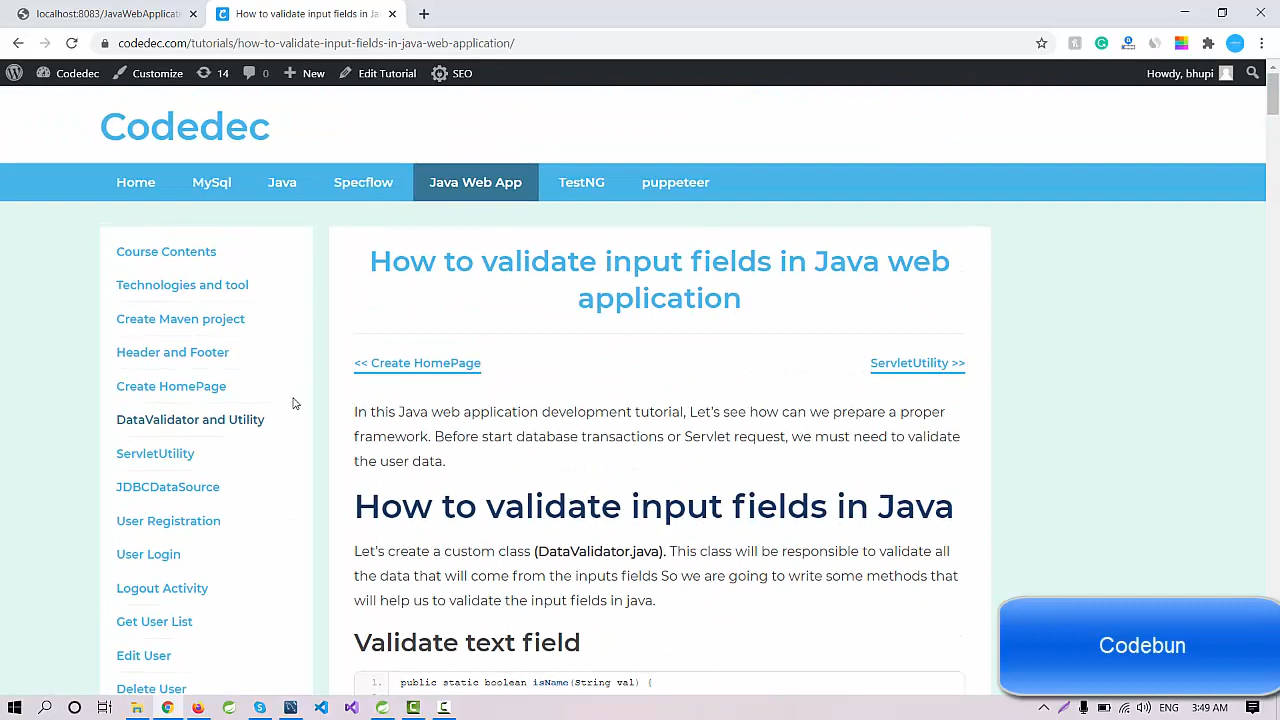 localhost:8083/JavaWebApplicati
How to validate input fields in Ja
codedec.com/tutorials/how-to-validate-input-fields-in-java-web-application/
Codedec
Customize
14
0
New
Edit Tutorial
SEO
Howdy, bhupi
Codedec
Home
MySql
Java
Specflow
Java Web App
TestNG
puppeteer
Course Contents
Technologies and tool
Create Maven project
Header and Footer
Create HomePage
DataValidator and Utility
ServletUtility
JDBCDataSource
User Registration
User Login
Logout Activity
Get User List
Edit User
Delete User
How to validate input fields in Java web
application
<< Create HomePage
ServletUtility >>
In this Java web application development tutorial, Let's see how can we prepare a proper
framework. Before start database transactions or Servlet request, we must need to validate
the user data.
How to validate input fields in Java
Let's create a custom class (DataValidator.java). This class will be responsible to validate all
the data that will come from the inputs fields So we are going to write some methods that
will help us to validate the input fields in java.
Validate text field
1. public static boolean isName(String val) {
Codebun
ENG
3:49 AM